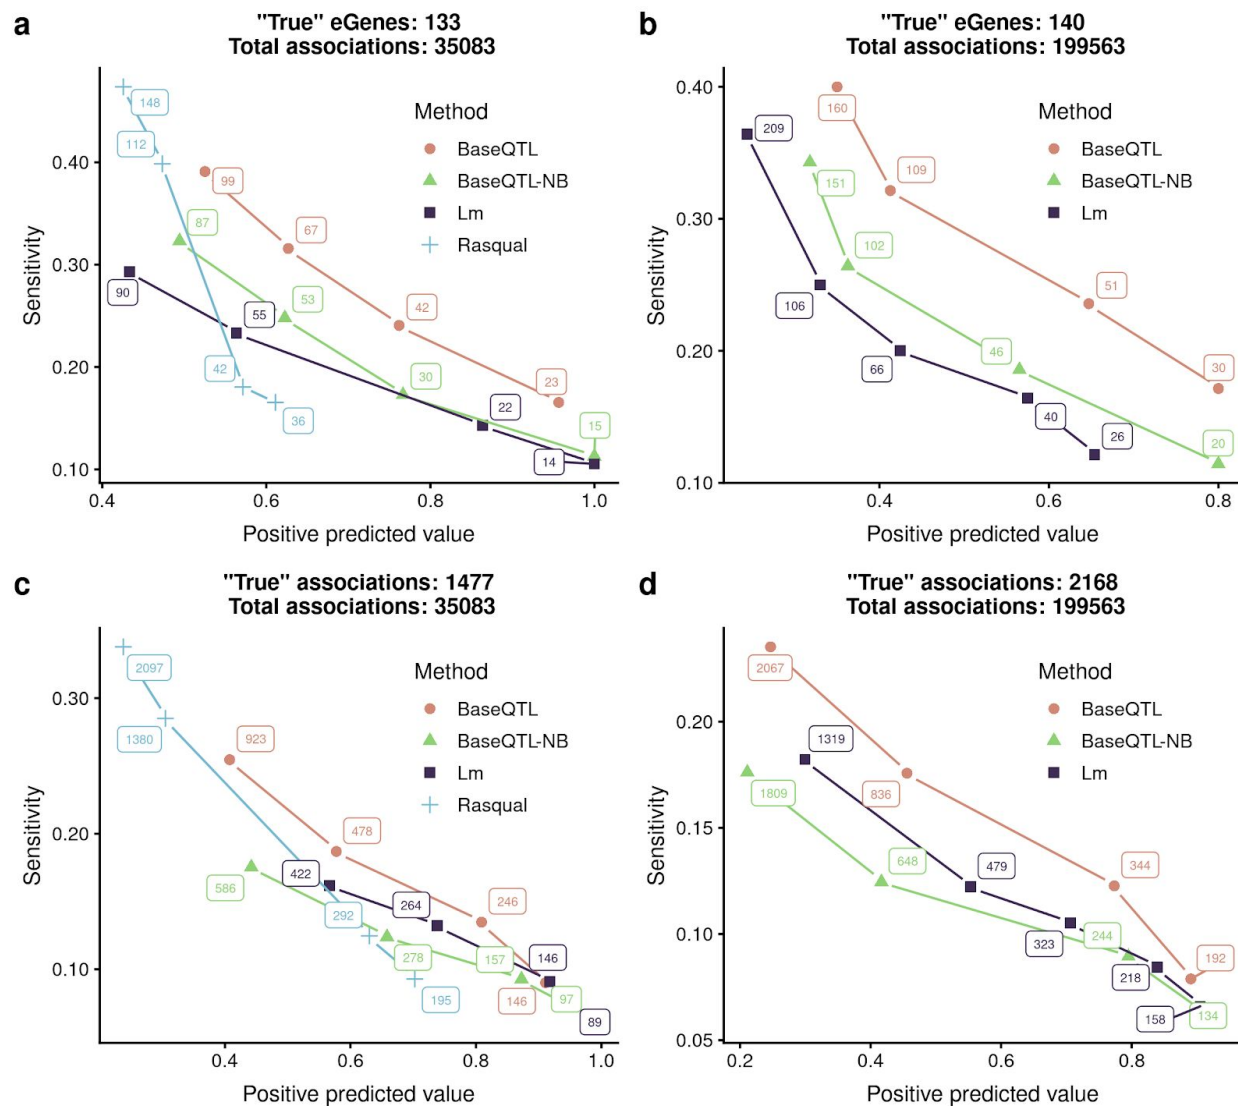 a
"True" eGenes: 133
Total associations: 35083
0.40
0.30
0.20
0.10
Sensitivity
148
112
99
87
67
90
55
53
42
42
36
30
23
22
15
14
Method
BaseQTL
BaseQTL-NB
Lm
Rasqual
0.4
0.6
0.8
1.0
Positive predicted value
b
"True" eGenes: 140
Total associations: 199563
0.40
0.30
0.20
0.10
Sensitivity
160
209
109
151
102
106
51
46
66
30
40
26
20
Method
BaseQTL
BaseQTL-NB
Lm
0.4
0.6
0.8
Positive predicted value
c
"True" associations: 1477
Total associations: 35083
0.30
0.20
0.10
Sensitivity
2097
1380
923
478
422
586
264
292
246
278
157
146
195
146
97
89
Method
BaseQTL
BaseQTL-NB
Lm
Rasqual
0.4
0.6
0.8
1.0
Positive predicted value
d
"True" associations: 2168
Total associations: 199563
0.20
0.15
0.10
0.05
Sensitivity
2067
1319
1809
836
648
479
344
323
244
218
192
158
134
Method
BaseQTL
BaseQTL-NB
Lm
0.2
0.4
0.6
0.8
Positive predicted value